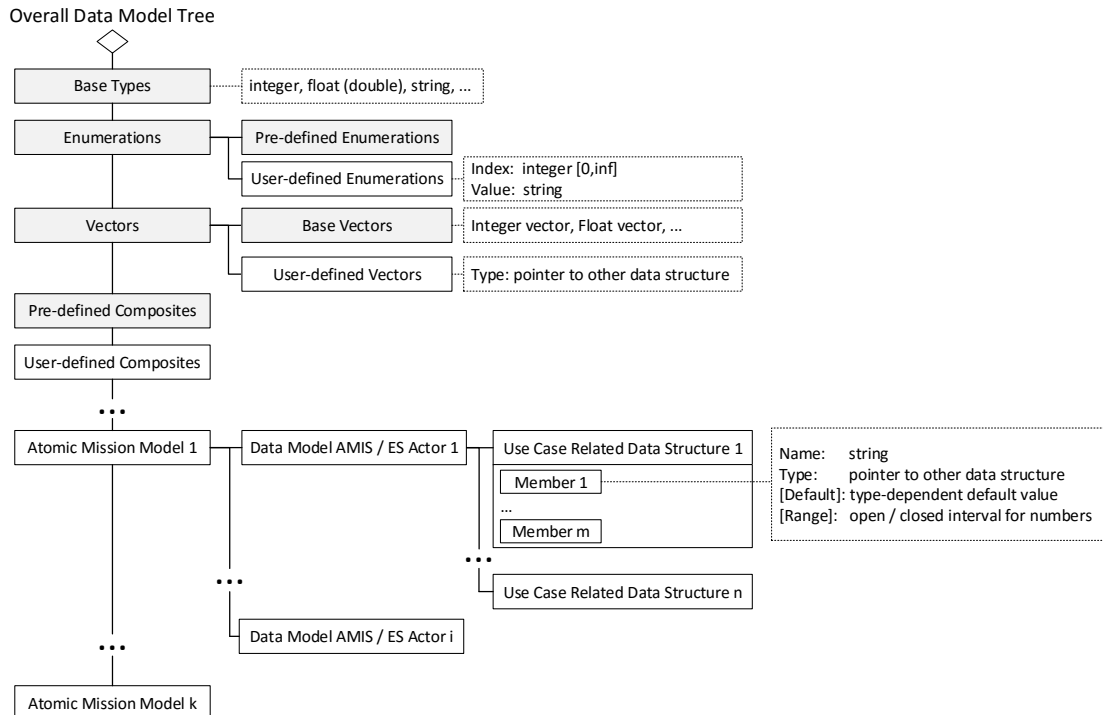 Overall Data Model Tree
Base Types
integer, float (double), string, ...
Enumerations
Pre-defined Enumerations
User-defined Enumerations
Index: integer [0,inf]
Value: string
Vectors
Base Vectors
Integer vector, Float vector, ...
User-defined Vectors
Type: pointer to other data structure
Pre-defined Composites
User-defined Composites
...
Atomic Mission Model 1
Data Model AMIS / ES Actor 1
Use Case Related Data Structure 1
Member 1
...
Member m
Name: string
Type: pointer to other data structure
[Default]: type-dependent default value
[Range]: open / closed interval for numbers
...
...
Use Case Related Data Structure n
Data Model AMIS / ES Actor i
...
Atomic Mission Model k